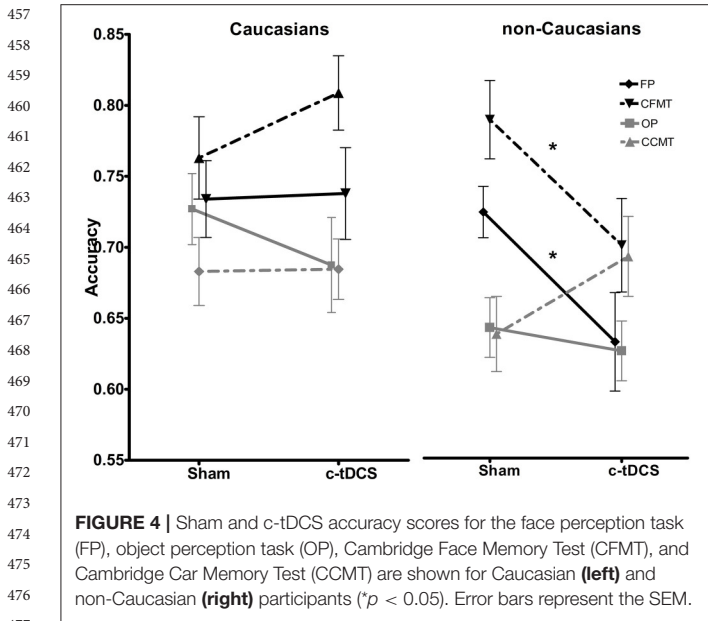 457
458
459
460
461
462
463
464
465
466
467
468
469
470
471
472
473
474
475
476
Caucasians
non-Caucasians
0.85
0.80
0.75
0.70
0.65
0.60
0.55
Accuracy
FP
CFMT
OP
CCMT
*
*
Sham
c-tDCS
Sham
c-tDCS
FIGURE 4 | Sham and c-tDCS accuracy scores for the face perception task
(FP), object perception task (OP), Cambridge Face Memory Test (CFMT), and
Cambridge Car Memory Test (CCMT) are shown for Caucasian (left) and
non-Caucasian (right) participants (*p < 0.05). Error bars represent the SEM.